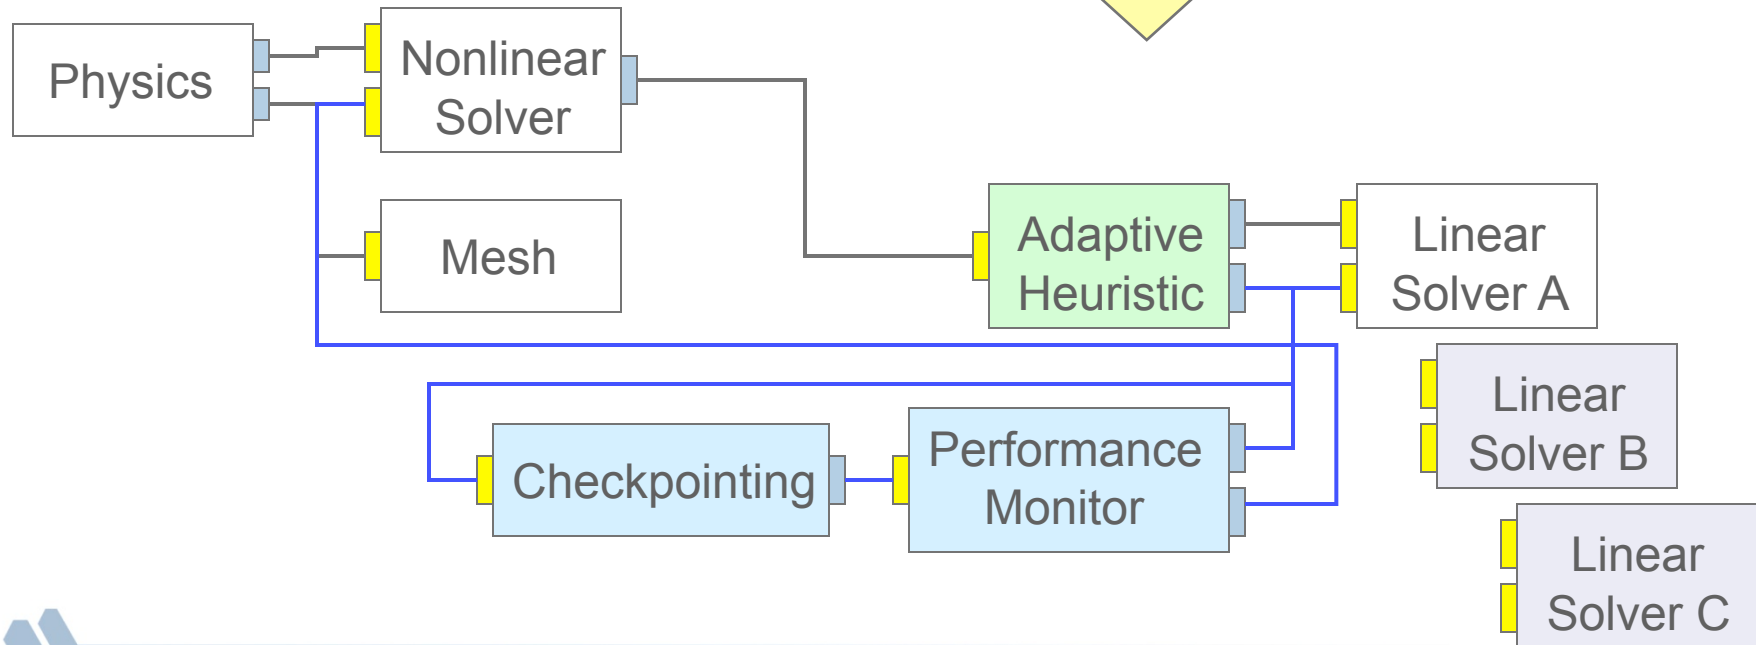 Physics
Nonlinear
Solver
Mesh
Adaptive
Heuristic
Linear
Solver A
Linear
Solver B
Checkpointing
Performance
Monitor
Linear
Solver C